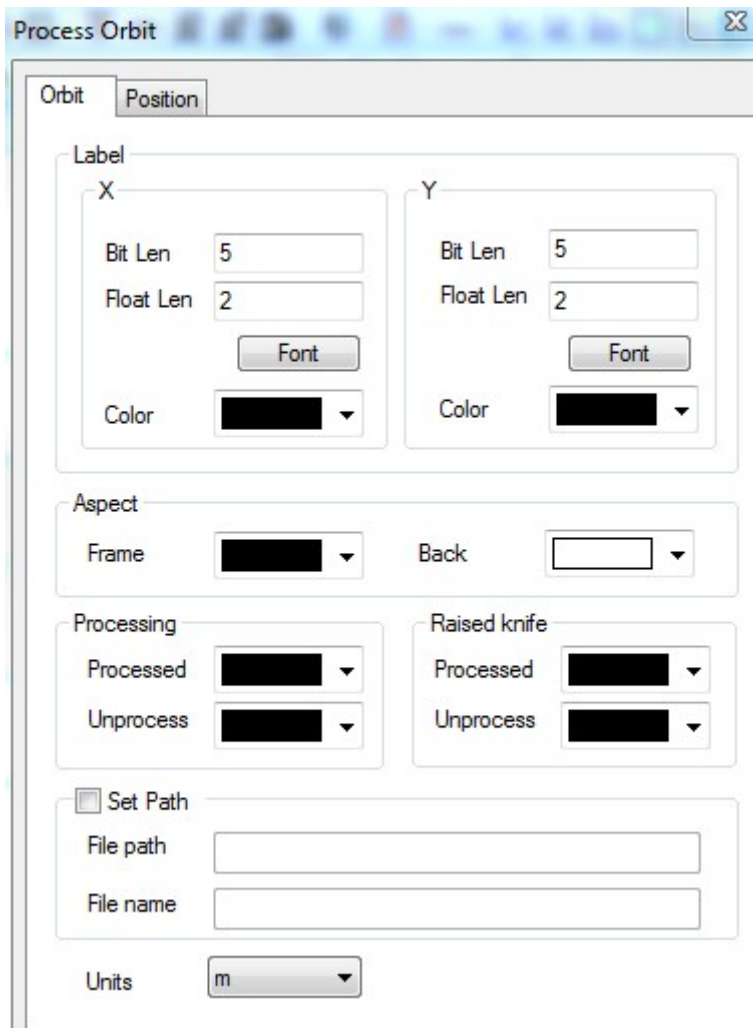 Process Orbit
Orbit Position
Label
X Y
Bit Len 5 Bit Len 5
Float Len 2 Float Len 2
Font Font
Color Color
Aspect
Frame Back
Processing Raised knife
Processed Processed
Unprocess Unprocess
Set Path
File path
File name
Units m